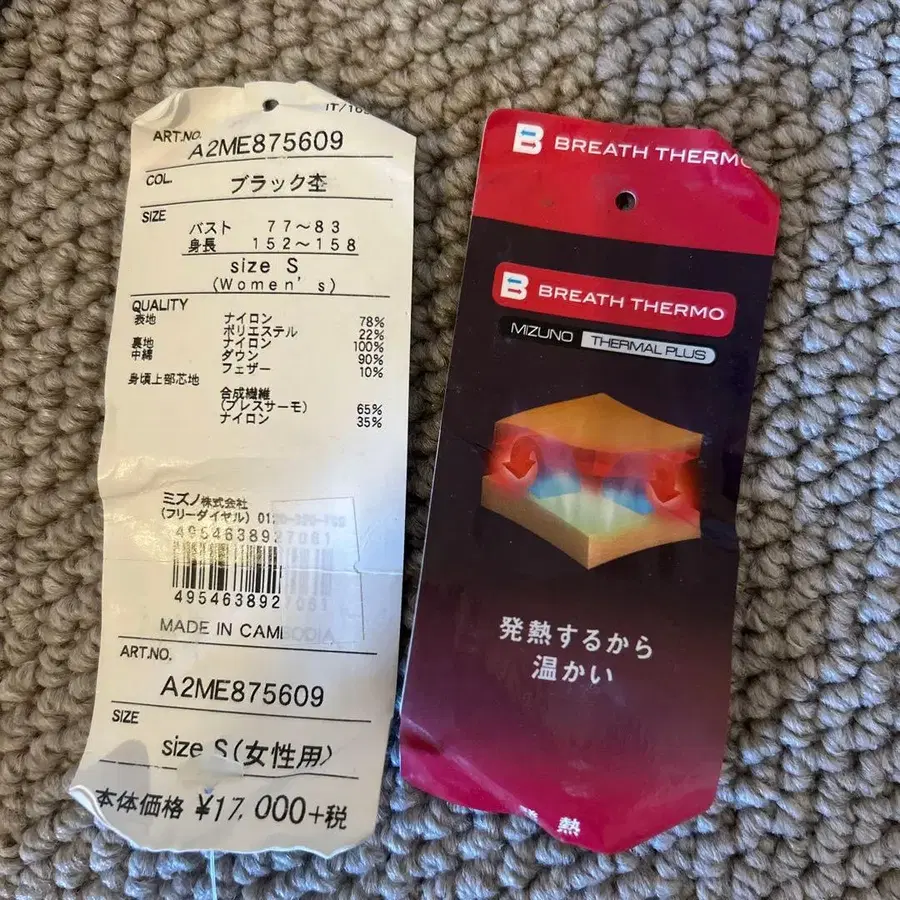 ART.NO.
A2ME875609
COL.
ブラック杢
SIZE
バスト 77～83
身長 152～158
size S
(Women's)
QUALITY
表地 ナイロン 78%
ポリエステル 22%
裏地 ナイロン 100%
中綿 ダウン 90%
フェザー 10%
身頃上部芯地
合成繊維
(ブレスサーモ) 65%
ナイロン 35%
ミズノ株式会社
(フリーダイヤル)
4954638927061
4954638927061
MADE IN CAMBODIA
ART.NO.
A2ME875609
SIZE
size S(女性用)
本体価格 ¥17,000+税
B BREATH THERMO
B BREATH THERMO
MIZUNO THERMAL PLUS
発熱するから
温かい
熱